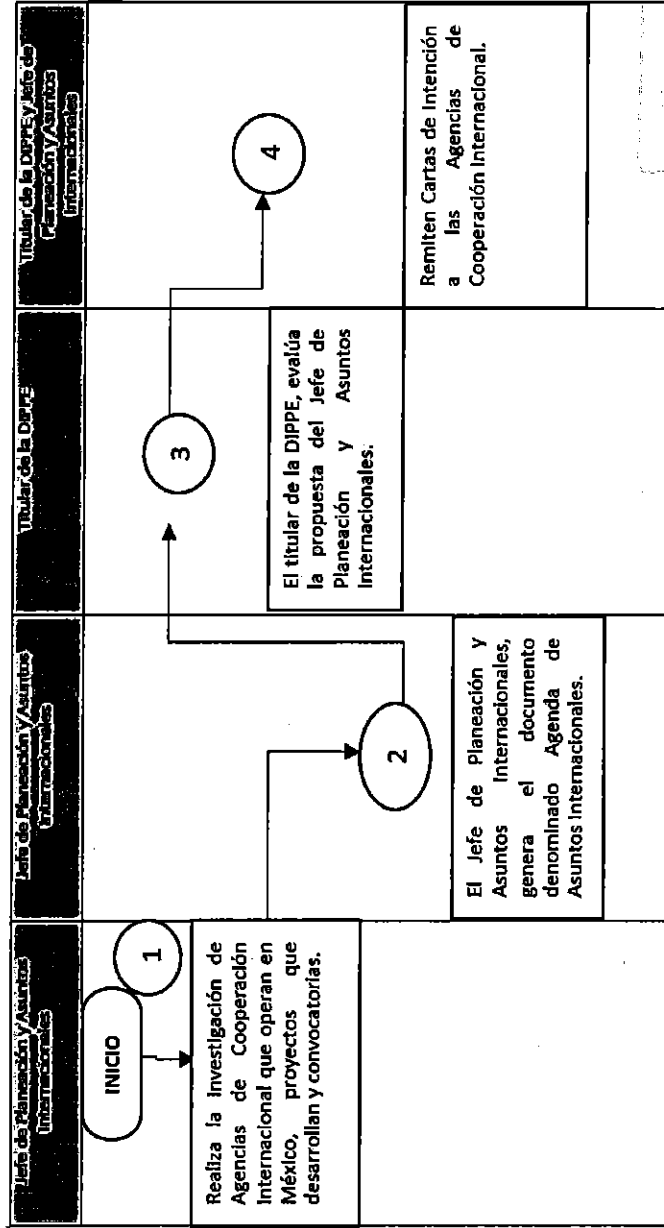 Jefe de Planeación y Asuntos
Internacionales
INICIO
1
Realiza la Investigación de
Agencias de Cooperación
Internacional que operan en
México, proyectos que
desarrollan y convocatorias.
Jefe de Planeación y Asuntos
Internacionales
2
El Jefe de Planeación y
Asuntos Internacionales,
genera el documento
denominado Agenda de
Asuntos Internacionales.
Titular de la DIPPE
3
El titular de la DIPPE, evalúa
la propuesta del Jefe de
Planeación y Asuntos
Internacionales.
Titular de la DIPPE y Jefe de
Planeación y Asuntos
Internacionales
4
Remiten Cartas de Intención
a las Agencias de
Cooperación Internacional.